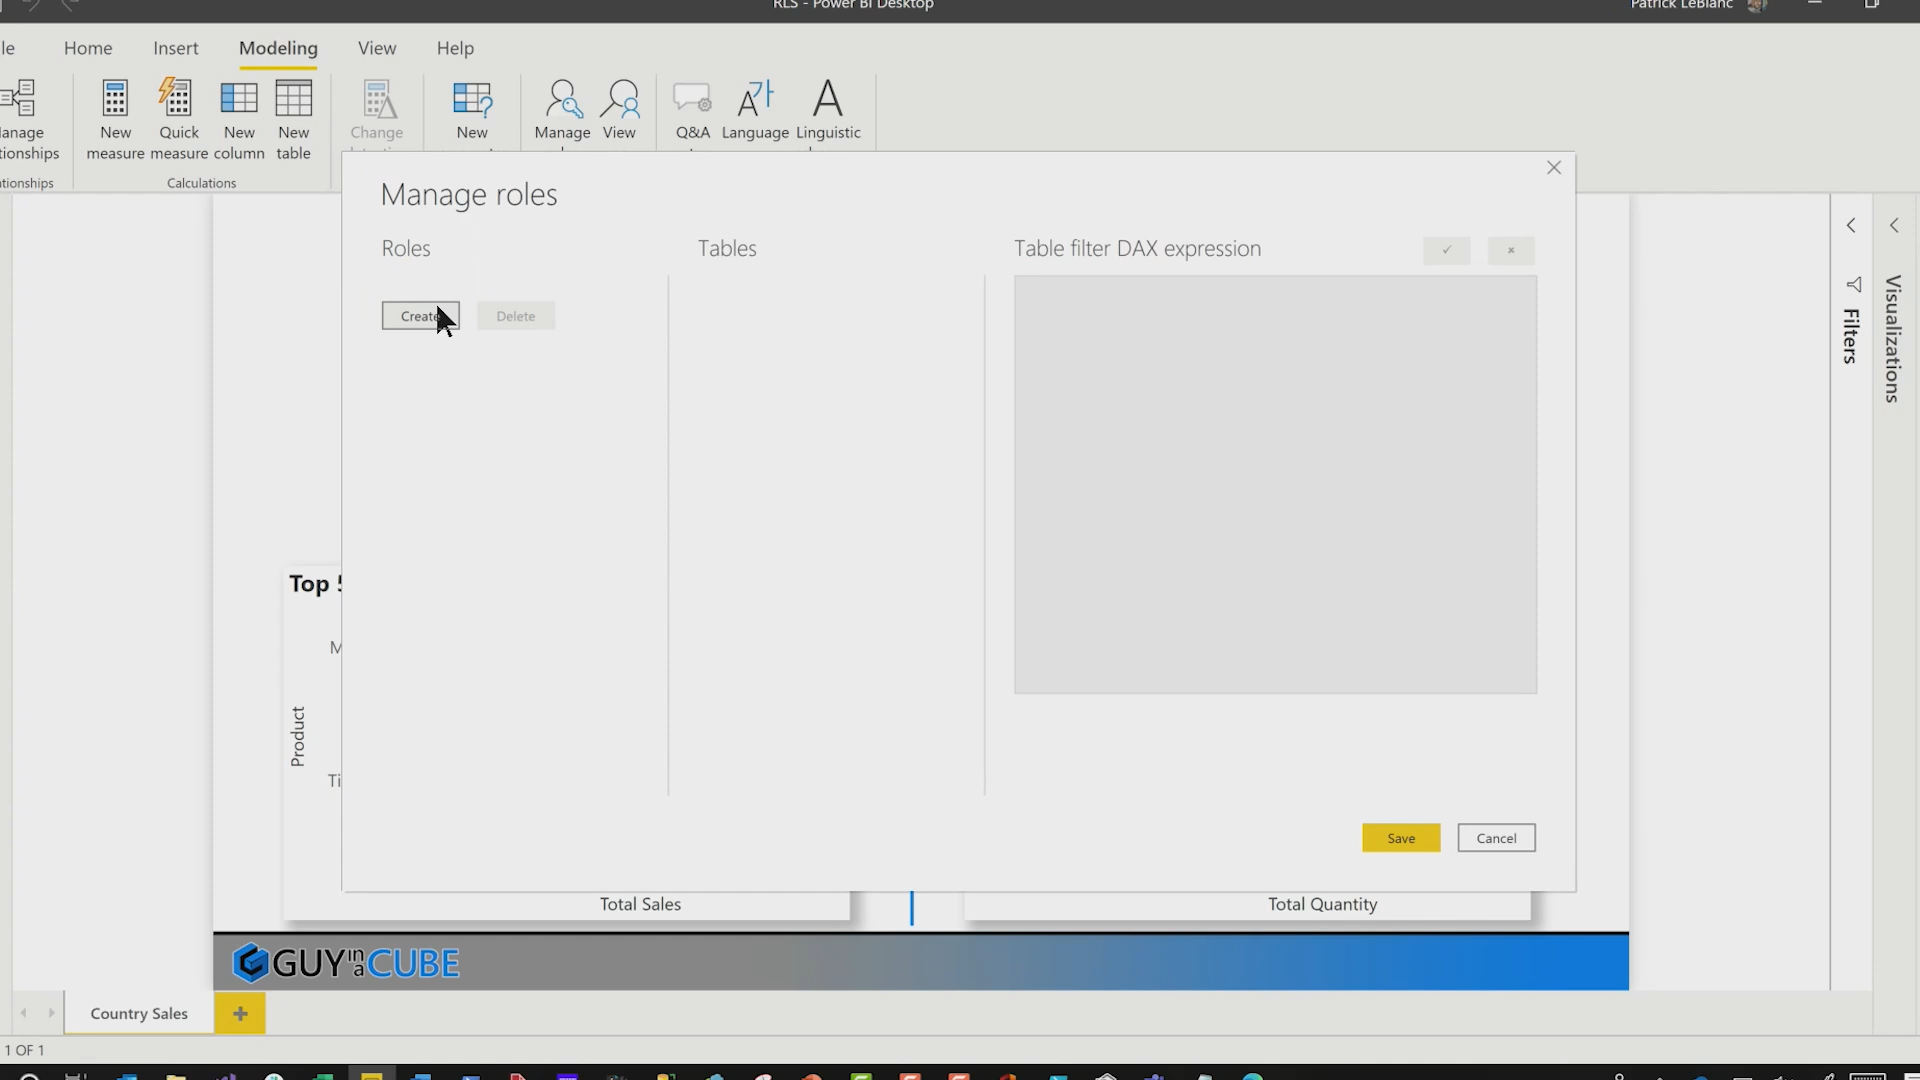 RLS - Power BI Desktop
Patrick LeBlanc
le
Home
Insert
Modeling
View
Help
anage
tionships
New
measure
Quick
measure
New
column
New
table
Change
New
Manage
View
Q&A
Language
Linguistic
tionships
Calculations
Manage roles
Roles
Tables
Table filter DAX expression
Create
Delete
Filters
Visualizations
Top 5
M
Product
Ti
Save
Cancel
Total Sales
Total Quantity
GUY in a CUBE
Country Sales
1 OF 1